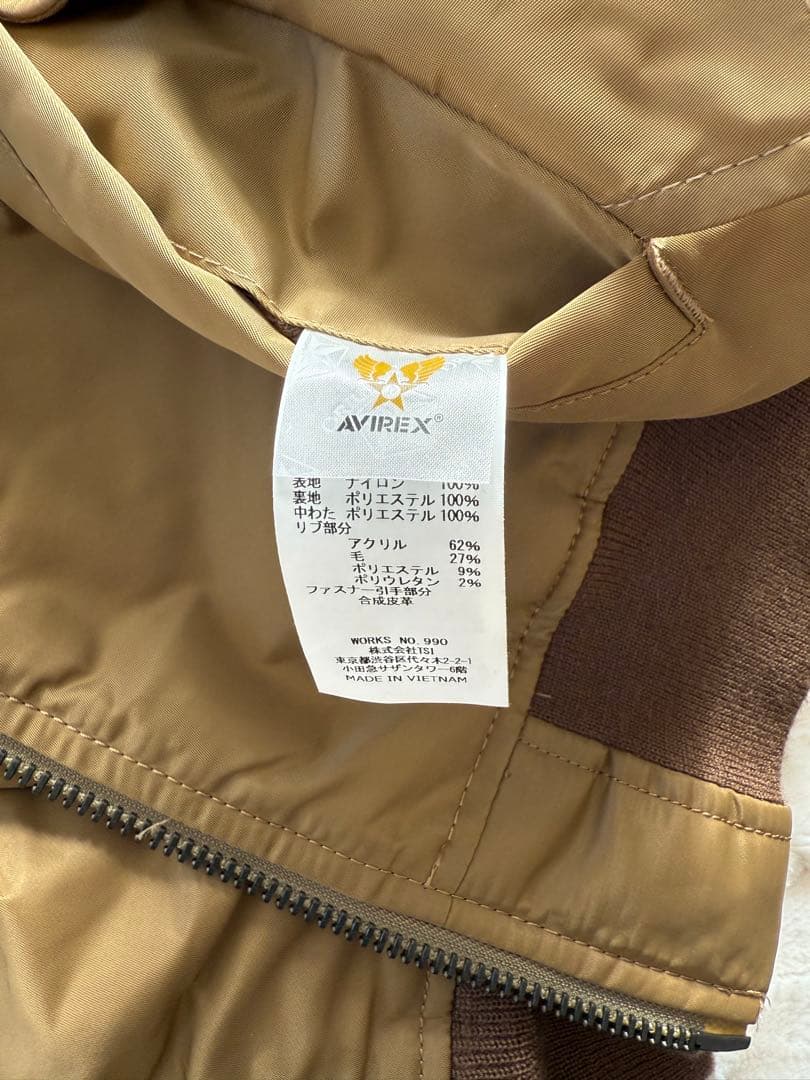 AVIREX®
表地 ナイロン 100%
裏地 ポリエステル 100%
中わた ポリエステル 100%
リブ部分
アクリル 62%
毛 27%
ポリエステル 9%
ポリウレタン 2%
ファスナー引手部分
合成皮革
WORKS NO. 990
株式会社TSI
東京都渋谷区代々木2-2-1
小田急サザンタワー6階
MADE IN VIETNAM